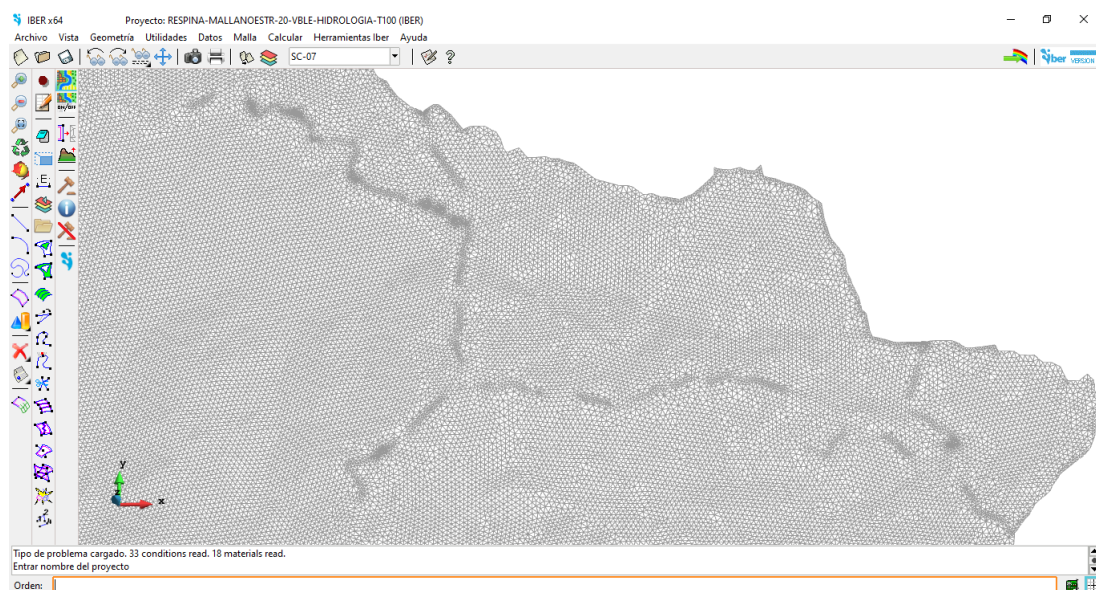 IBER x64 Proyecto: RESPINA-MALLANOESTR-20-VBLE-HIDROLOGIA-T100 (IBER)
Archivo Vista Geometría Utilidades Datos Malla Calcular Herramientas Iber Ayuda
SC-07
iber VERSION
y
z x
Tipo de problema cargado. 33 conditions read. 18 materials read.
Entrar nombre del proyecto
Orden: